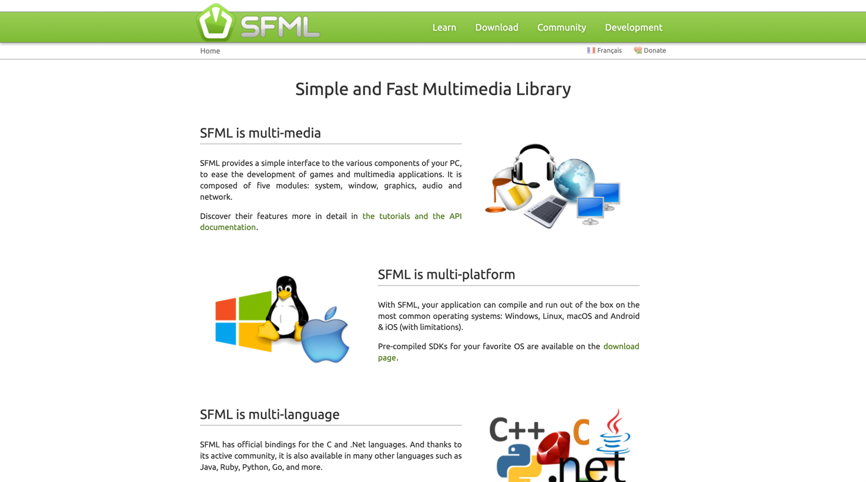 SFML
Learn Download Community Development
Home Français Donate
Simple and Fast Multimedia Library
SFML is multi-media
SFML provides a simple interface to the various components of your PC,
to ease the development of games and multimedia applications. It is
composed of five modules: system, window, graphics, audio and
network.
Discover their features more in detail in the tutorials and the API
documentation.
SFML is multi-platform
With SFML, your application can compile and run out of the box on the
most common operating systems: Windows, Linux, macOS and Android
& iOS (with limitations).
Pre-compiled SDKs for your favorite OS are available on the download
page.
SFML is multi-language
SFML has official bindings for the C and .Net languages. And thanks to
its active community, it is also available in many other languages such as
Java, Ruby, Python, Go, and more.
C++ C
.net